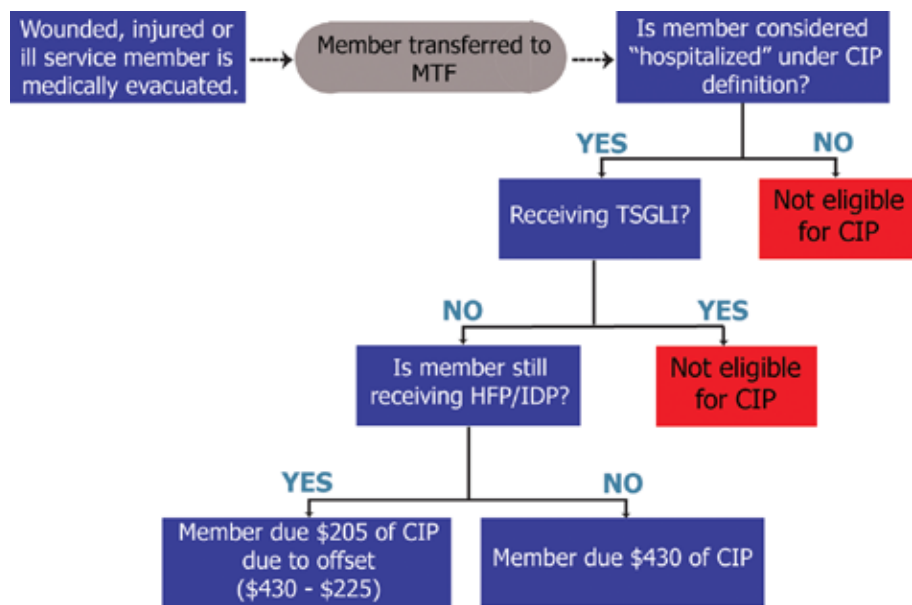 Wounded, injured or
ill service member is
medically evacuated.
Member transferred to
MTF
Is member considered
“hospitalized” under CIP
definition?
YES
NO
Receiving TSGLI?
Not eligible
for CIP
NO
YES
Is member still
receiving HFP/IDP?
Not eligible
for CIP
YES
NO
Member due $205 of CIP
due to offset
($430 - $225)
Member due $430 of CIP